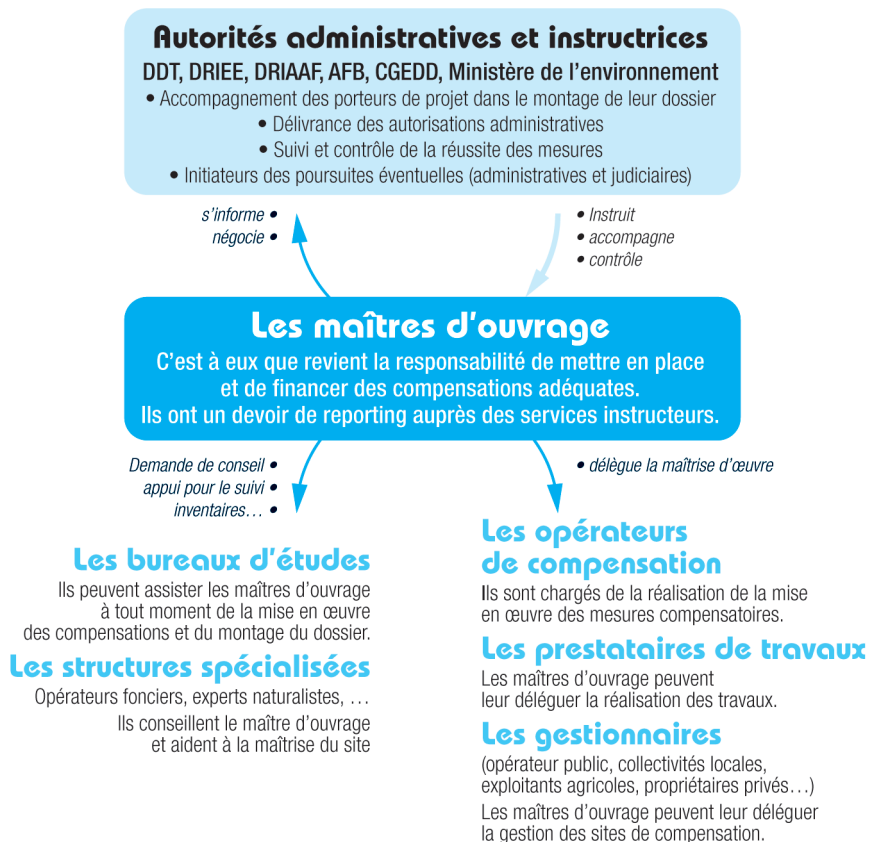 Autorités administratives et instructrices
DDT, DRIEE, DRIAAF, AFB, CGEDD, Ministère de l’environnement
• Accompagnement des porteurs de projet dans le montage de leur dossier
• Délivrance des autorisations administratives
• Suivi et contrôle de la réussite des mesures
• Initiateurs des poursuites éventuelles (administratives et judiciaires)
s’informe •
négocie •
• Instruit
• accompagne
• contrôle
Les maîtres d’ouvrage
C’est à eux que revient la responsabilité de mettre en place
et de financer des compensations adéquates.
Ils ont un devoir de reporting auprès des services instructeurs.
Demande de conseil •
appui pour le suivi •
inventaires… •
• délègue la maîtrise d’œuvre
Les bureaux d’études
Ils peuvent assister les maîtres d’ouvrage
à tout moment de la mise en œuvre
des compensations et du montage du dossier.
Les structures spécialisées
Opérateurs fonciers, experts naturalistes, …
Ils conseillent le maître d’ouvrage
et aident à la maîtrise du site
Les opérateurs
de compensation
Ils sont chargés de la réalisation de la mise
en œuvre des mesures compensatoires.
Les prestataires de travaux
Les maîtres d’ouvrage peuvent
leur déléguer la réalisation des travaux.
Les gestionnaires
(opérateur public, collectivités locales,
exploitants agricoles, propriétaires privés…)
Les maîtres d’ouvrage peuvent leur déléguer
la gestion des sites de compensation.